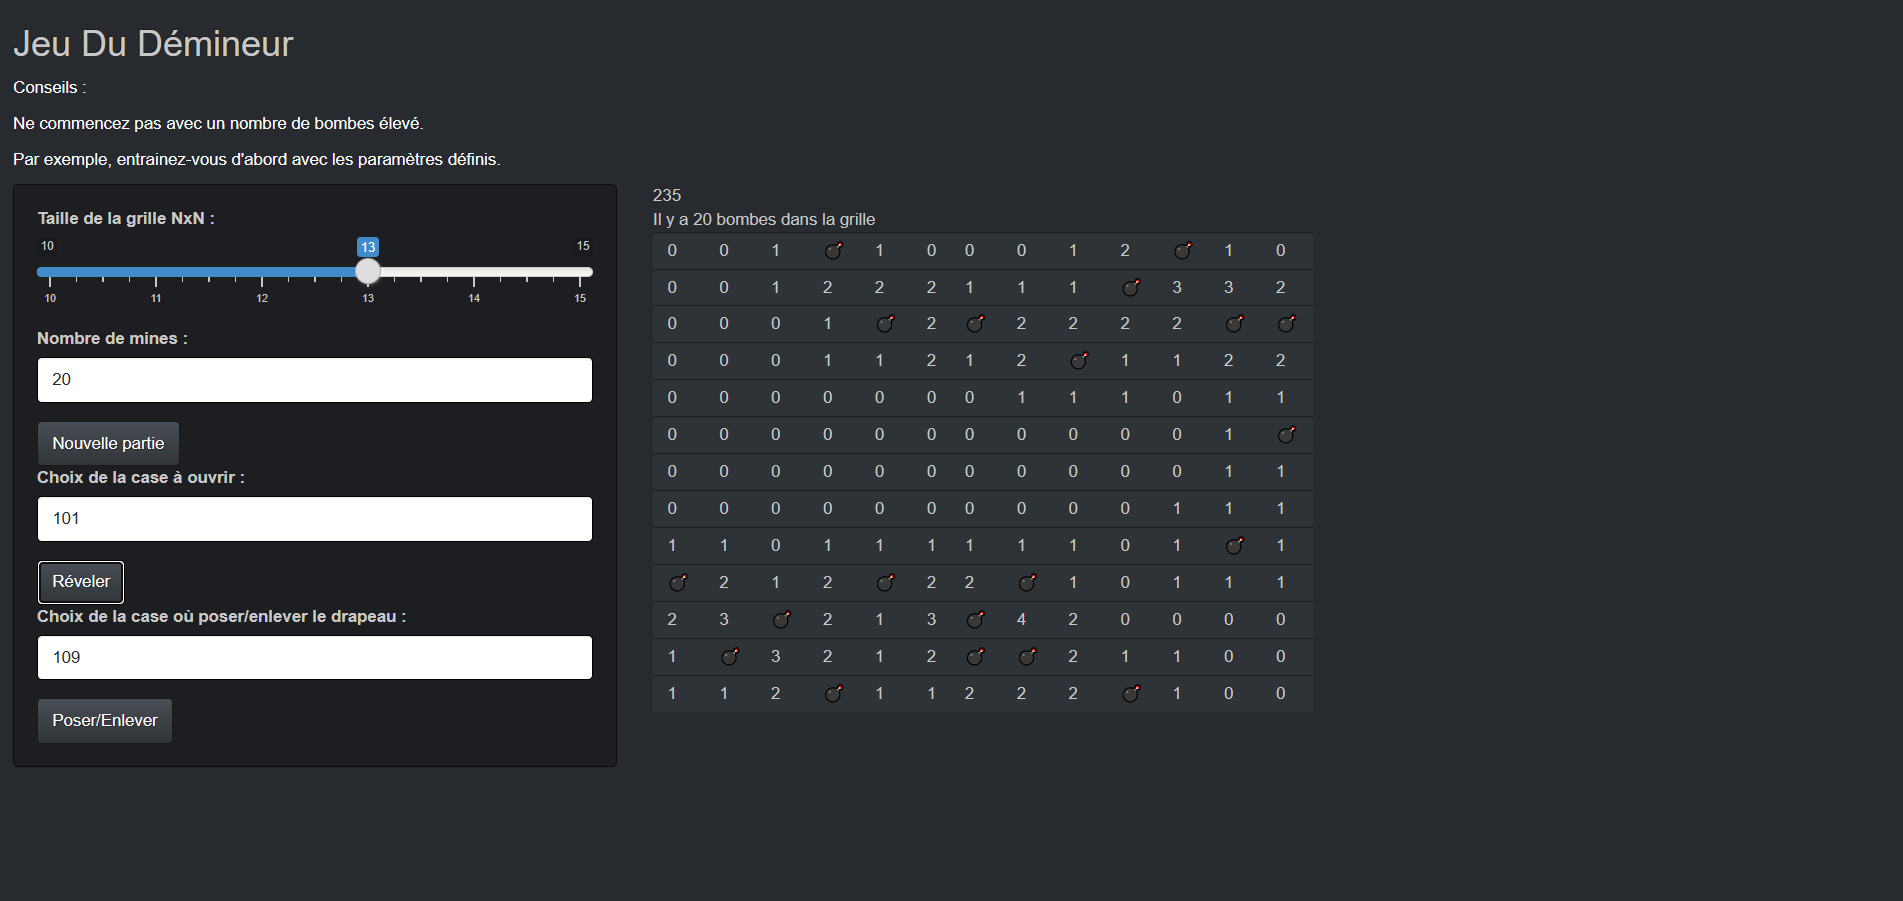 Jeu Du Démineur
Conseils :
Ne commencez pas avec un nombre de bombes élevé.
Par exemple, entrainez-vous d'abord avec les paramètres définis.
Taille de la grille NxN :
10 13 15
10 11 12 13 14 15
Nombre de mines :
20
Nouvelle partie
Choix de la case à ouvrir :
101
Réveler
Choix de la case où poser/enlever le drapeau :
109
Poser/Enlever
235
Il y a 20 bombes dans la grille
0 0 1 1 0 0 0 1 2 1 0
0 0 1 2 2 2 1 1 1 3 3 2
0 0 0 1 2 2 2 2 2
0 0 0 1 1 2 1 2 1 1 2 2
0 0 0 0 0 0 0 1 1 1 0 1 1
0 0 0 0 0 0 0 0 0 0 0 1
0 0 0 0 0 0 0 0 0 0 0 1 1
0 0 0 0 0 0 0 0 0 0 1 1 1
1 1 0 1 1 1 1 1 1 0 1 1
2 1 2 2 2 1 0 1 1 1
2 3 2 1 3 4 2 0 0 0 0
1 3 2 1 2 2 1 1 0 0
1 1 2 1 1 2 2 2 1 0 0